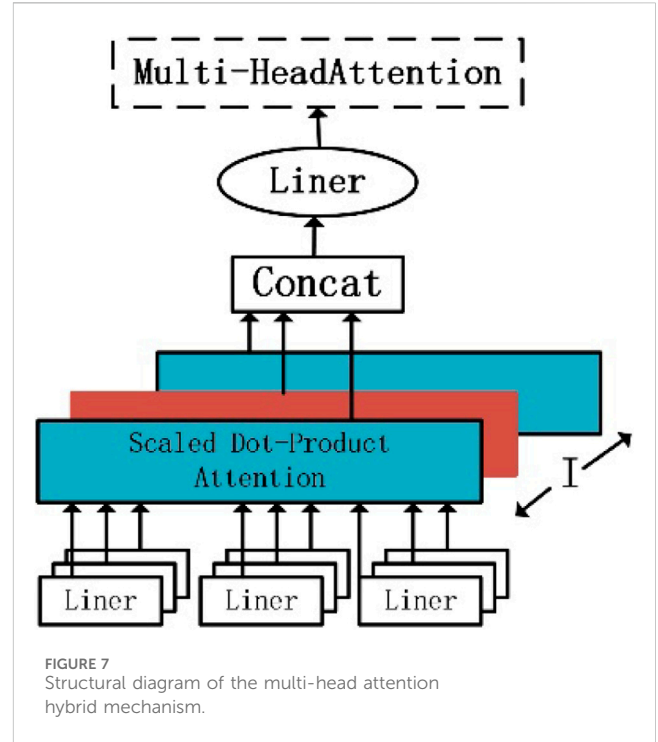 Multi-HeadAttention
Liner
Concat
Scaled Dot-Product
Attention
I
Liner
Liner
Liner
FIGURE 7
Structural diagram of the multi-head attention
hybrid mechanism.